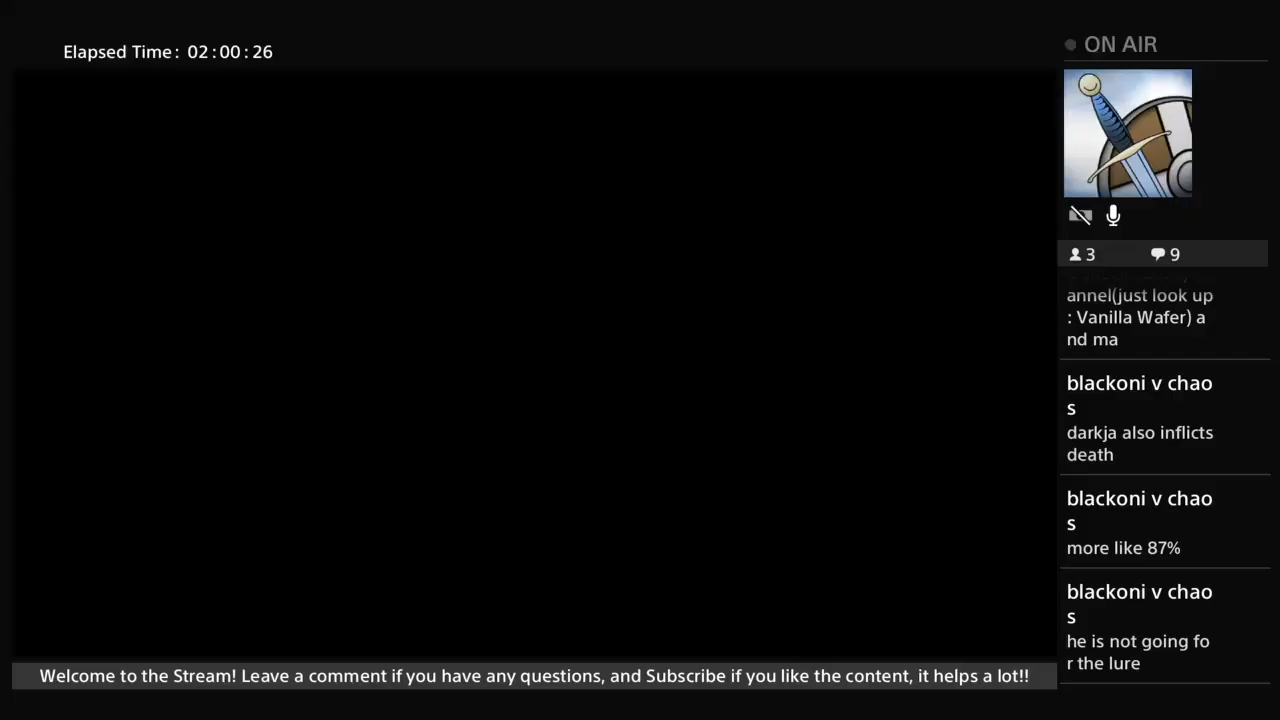 Elapsed Time: 02:00:26
ON AIR
3 9
annel(just look up
: Vanilla Wafer) a
nd ma
blackoni v chao
s
darkja also inflicts
death
blackoni v chao
s
more like 87%
blackoni v chao
s
he is not going fo
r the lure
Welcome to the Stream! Leave a comment if you have any questions, and Subscribe if you like the content, it helps a lot!!